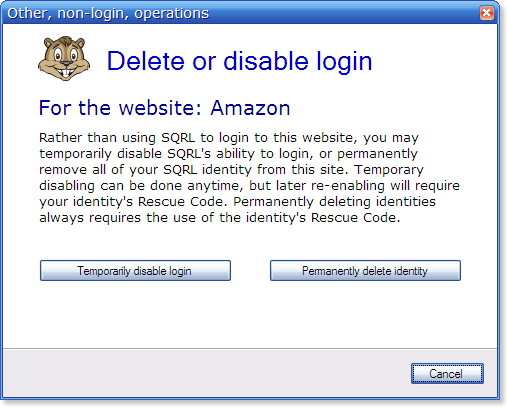 Other, non-login, operations
Delete or disable login
For the website: Amazon
Rather than using SQRL to login to this website, you may
temporarily disable SQRL's ability to login, or permanently
remove all of your SQRL identity from this site. Temporary
disabling can be done anytime, but later re-enabling will require
your identity's Rescue Code. Permanently deleting identities
always requires the use of the identity's Rescue Code.
Temporarily disable login
Permanently delete identity
Cancel